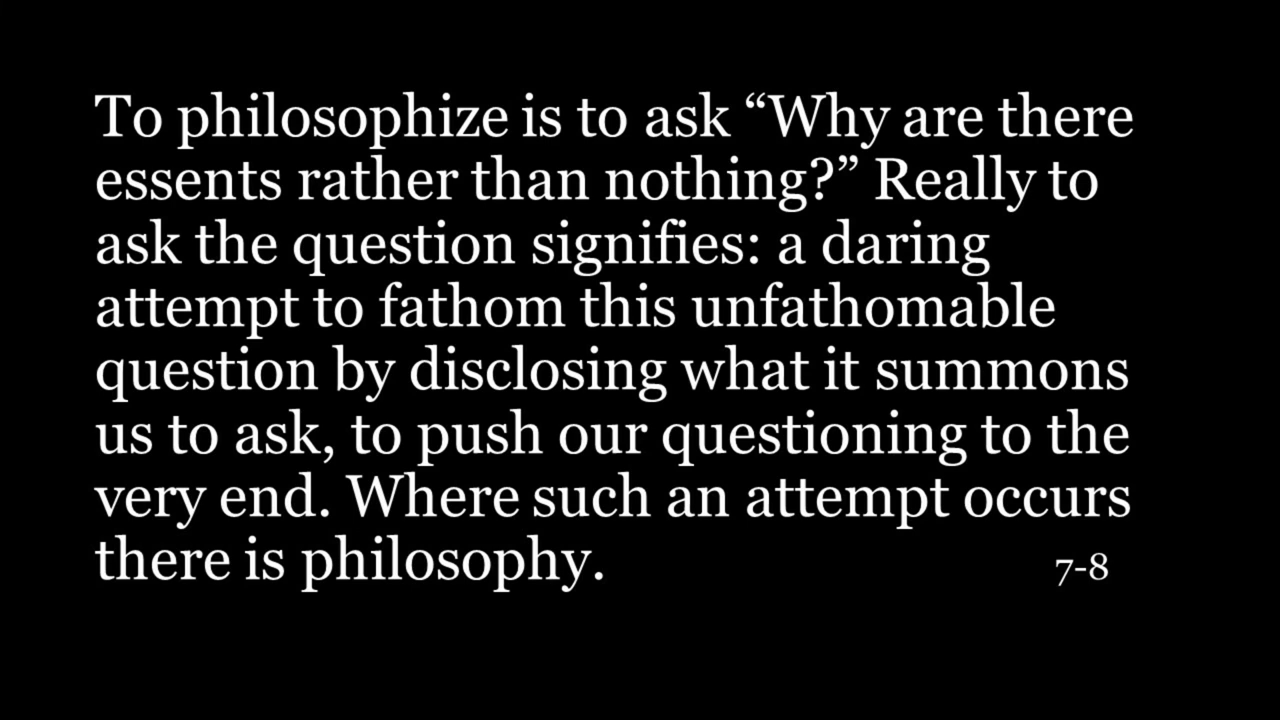 To philosophize is to ask “Why are there
essents rather than nothing?” Really to
ask the question signifies: a daring
attempt to fathom this unfathomable
question by disclosing what it summons
us to ask, to push our questioning to the
very end. Where such an attempt occurs
there is philosophy. 7-8